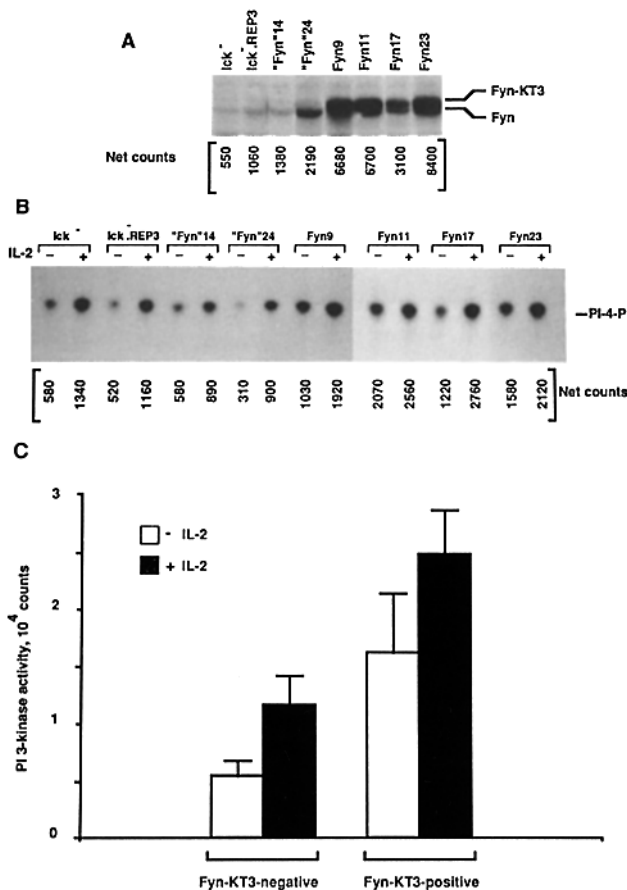 A
lck⁻
lck⁻.REP3
"Fyn"14
"Fyn"24
Fyn9
Fyn11
Fyn17
Fyn23
Fyn-KT3
Fyn
Net counts
550
1060
1380
2190
6680
6700
3100
8400
B
lck⁻ lck⁻.REP3 "Fyn"14 "Fyn"24 Fyn9 Fyn11 Fyn17 Fyn23
IL-2 – + – + – + – + – + – + – + – +
PI-4-P
580
1340
520
1160
580
890
310
900
1030
1920
2070
2560
1220
2760
1580
2120
Net counts
C
3
2
1
0
PI 3-kinase activity, 10⁴ counts
- IL-2
+ IL-2
Fyn-KT3-negative Fyn-KT3-positive